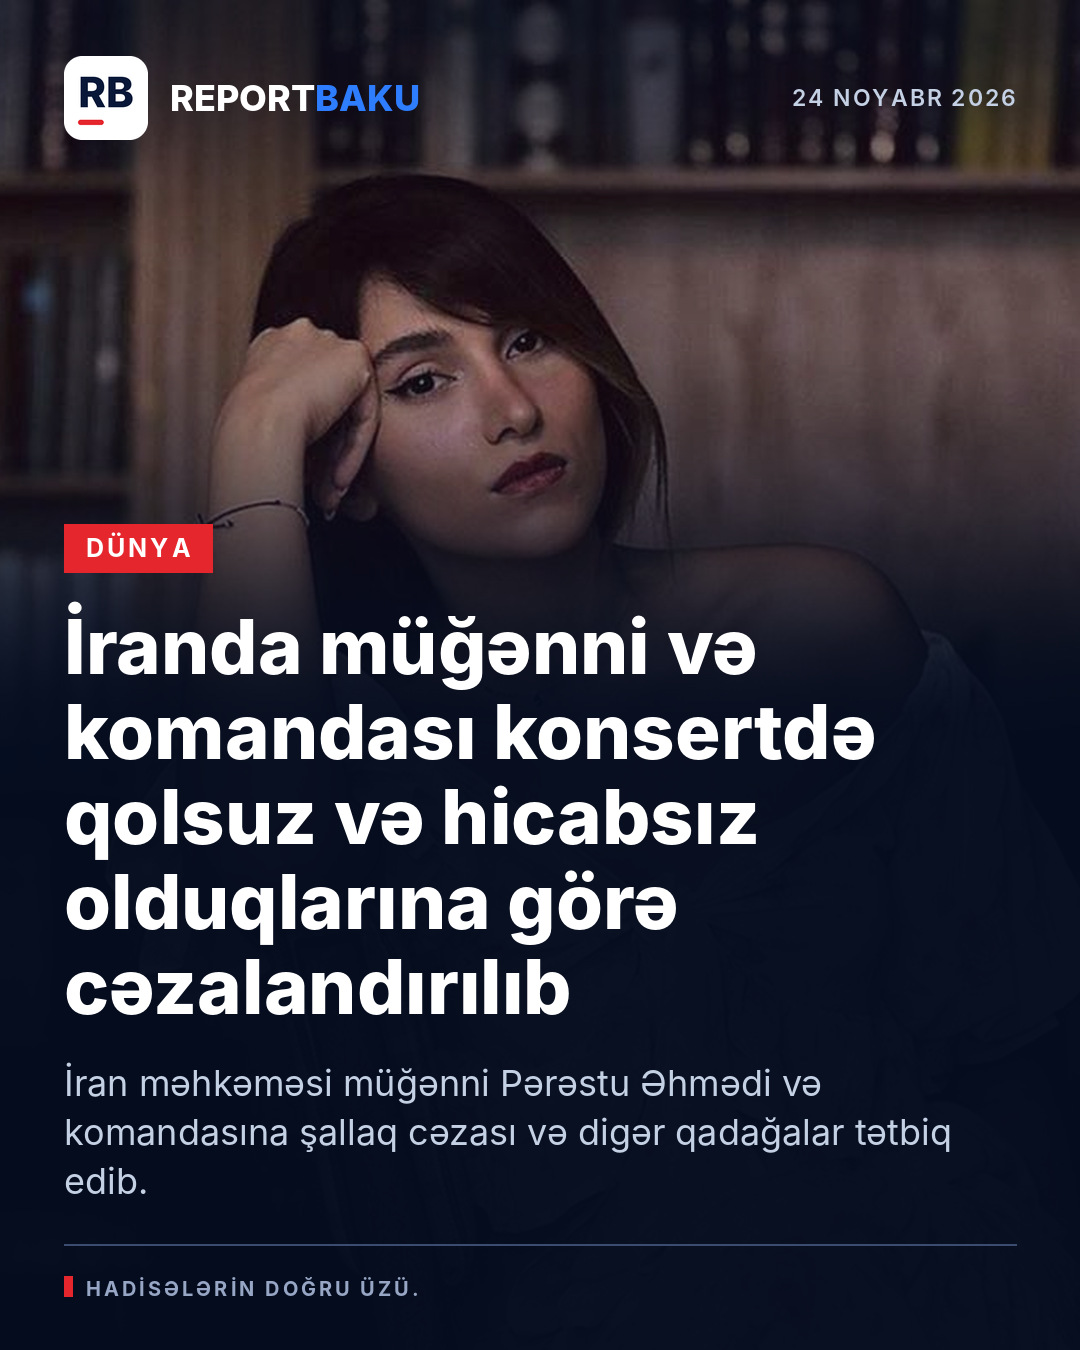 RB
REPORTBAKU
24 NOYABR 2026
DÜNYA
İranda müğənni və
komandası konsertdə
qolsuz və hicabsız
olduqlarına görə
cəzalandırılıb
İran məhkəməsi müğənni Pərəstu Əhmədi və
komandasına şallaq cəzası və digər qadağalar tətbiq
edib.
HADİSƏLƏRİN DOĞRU ÜZÜ.